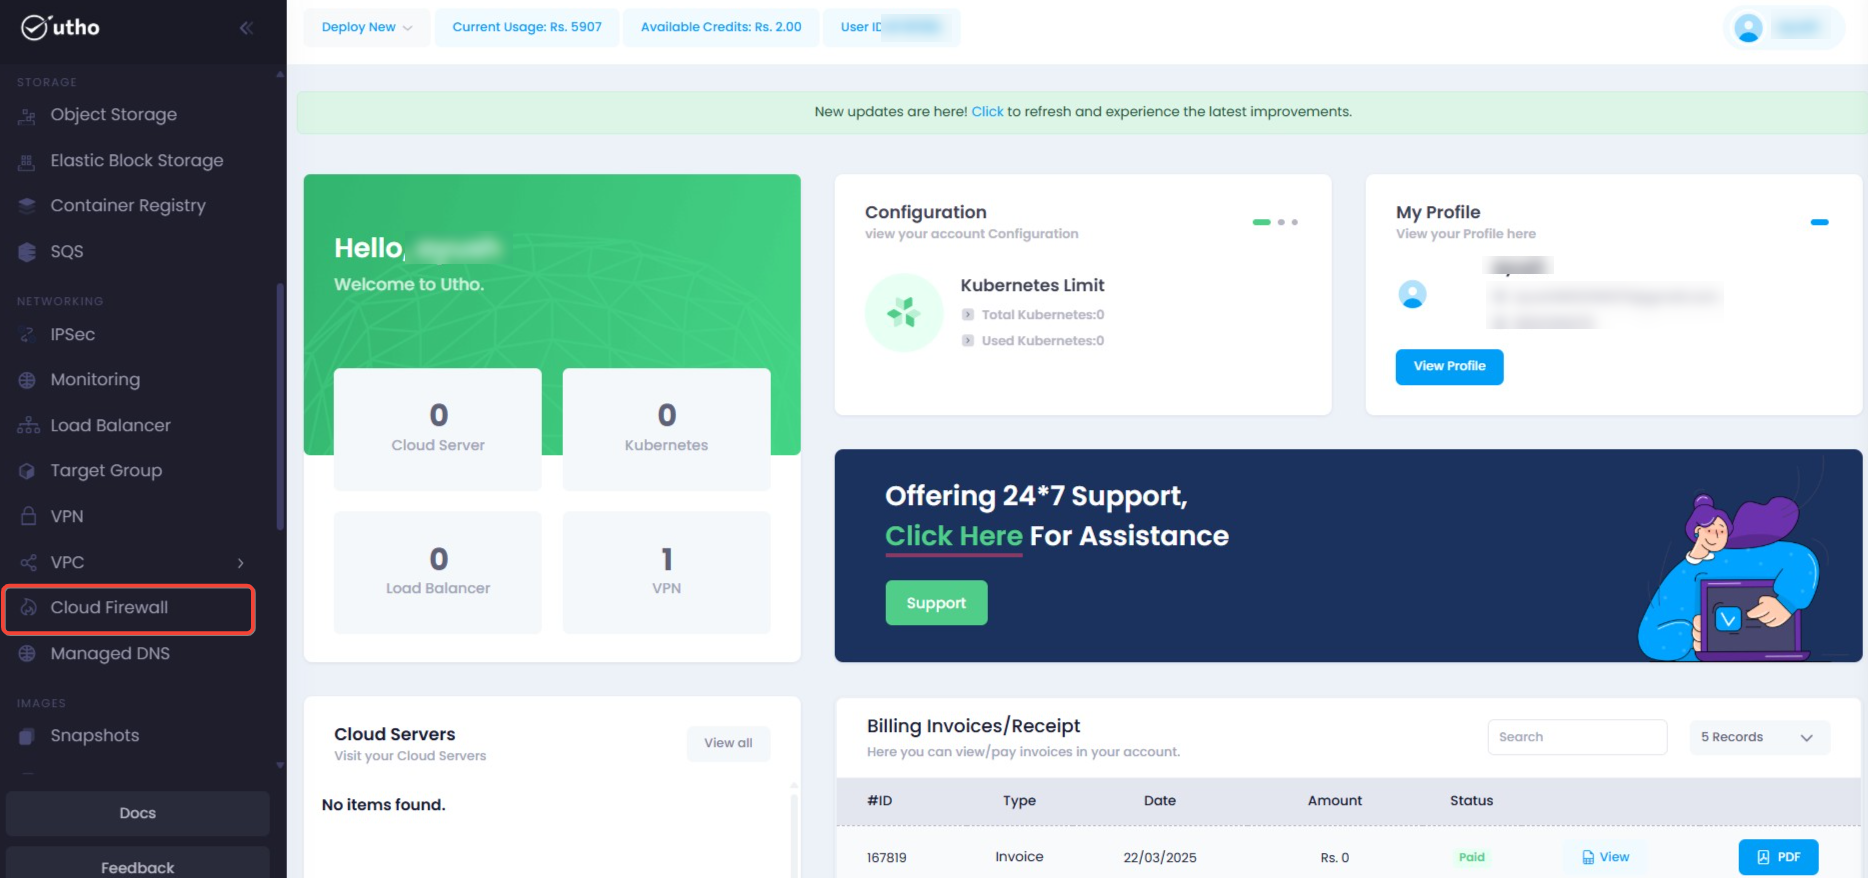 utho
STORAGE
Object Storage
Elastic Block Storage
Container Registry
SQS
NETWORKING
IPSec
Monitoring
Load Balancer
Target Group
VPN
VPC
Cloud Firewall
Managed DNS
IMAGES
Snapshots
Docs
Feedback
Deploy New
Current Usage: Rs. 5907
Available Credits: Rs. 2.00
User ID
New updates are here! Click to refresh and experience the latest improvements.
Hello,
Welcome to Utho.
0
Cloud Server
0
Kubernetes
0
Load Balancer
1
VPN
Configuration
view your account Configuration
Kubernetes Limit
Total Kubernetes:0
Used Kubernetes:0
My Profile
View your Profile here
View Profile
Offering 24*7 Support,
Click Here For Assistance
Support
Cloud Servers
Visit your Cloud Servers
View all
No items found.
Billing Invoices/Receipt
Here you can view/pay invoices in your account.
Search
5 Records
#ID Type Date Amount Status
167819 Invoice 22/03/2025 Rs. 0 Paid View PDF